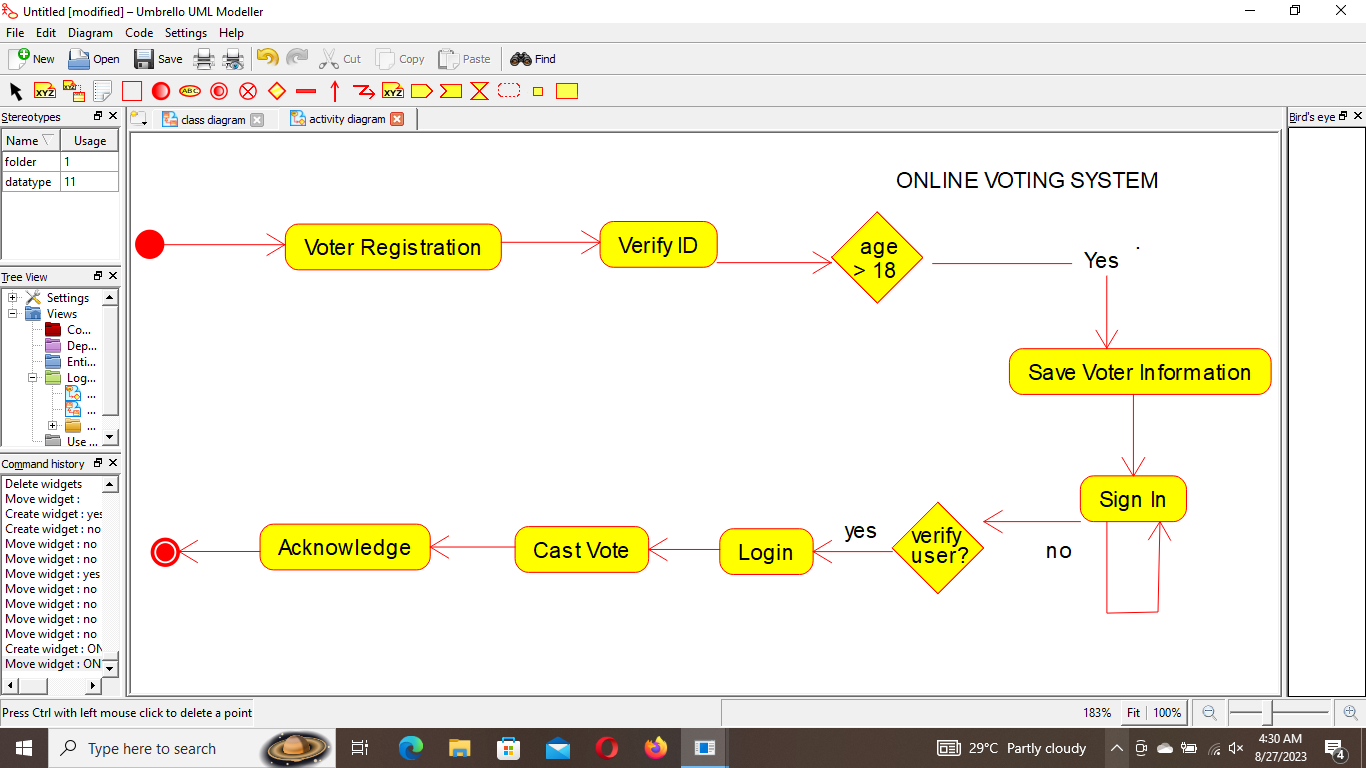 Untitled [modified] – Umbrello UML Modeller
File Edit Diagram Code Settings Help
New Open Save Cut Copy Paste Find
XYZ XYZ ABC XYZ
Stereotypes
Name Usage
folder 1
datatype 11
class diagram activity diagram
Bird's eye
ONLINE VOTING SYSTEM
Voter Registration
Verify ID
age
> 18
Yes
Save Voter Information
Sign In
no
verify
user?
yes
Login
Cast Vote
Acknowledge
Tree View
Settings
Views
Co...
Dep...
Enti...
Log...
...
...
...
Use ...
Command history
Delete widgets
Move widget :
Create widget : yes
Create widget : no
Move widget : no
Move widget : no
Move widget : yes
Move widget : no
Move widget : no
Move widget : no
Move widget : no
Create widget : ON
Move widget : ON
Press Ctrl with left mouse click to delete a point
183% Fit 100%
Type here to search
29°C Partly cloudy
4:30 AM
8/27/2023
4